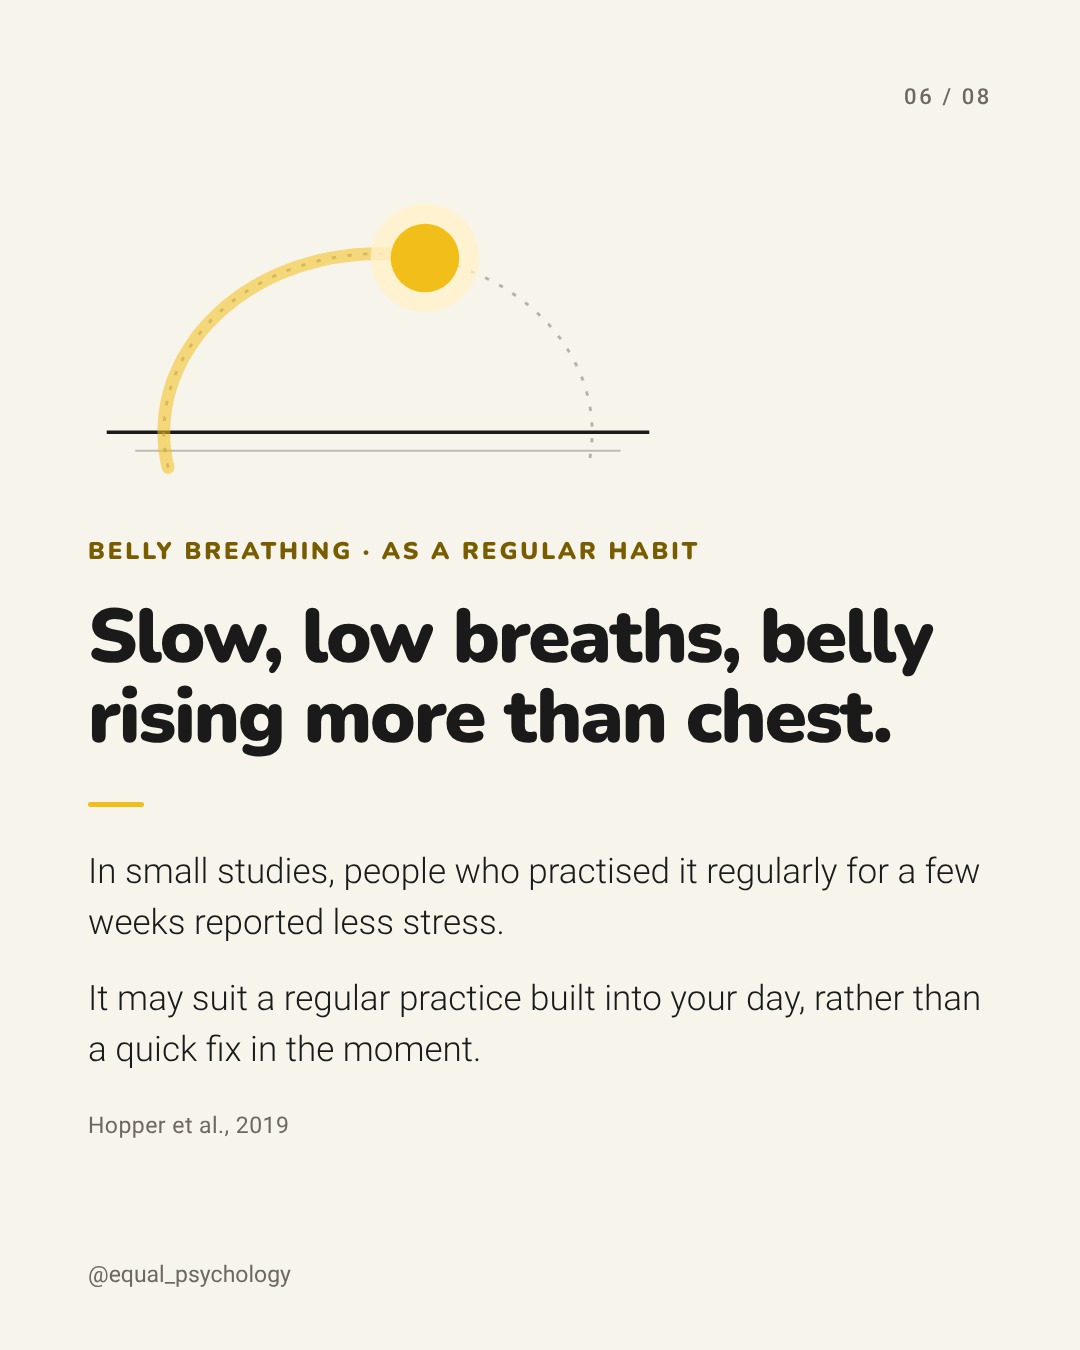 06 / 08
BELLY BREATHING · AS A REGULAR HABIT
Slow, low breaths, belly
rising more than chest.
In small studies, people who practised it regularly for a few
weeks reported less stress.
It may suit a regular practice built into your day, rather than
a quick fix in the moment.
Hopper et al., 2019
@equal_psychology